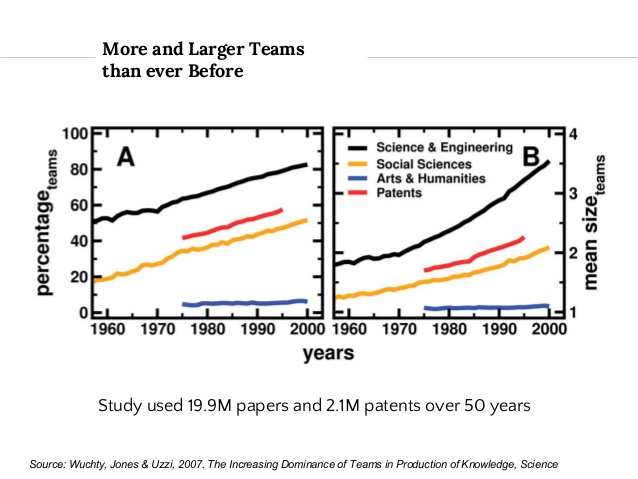 More and Larger Teams
than ever Before
100
80
60
40
20
0
percentage teams
A
1960 1970 1980 1990 2000
Science & Engineering
Social Sciences
Arts & Humanities
Patents
B
4
3
2
1
mean size teams
1960 1970 1980 1990 2000
years
Study used 19.9M papers and 2.1M patents over 50 years
Source: Wuchty, Jones & Uzzi, 2007. The Increasing Dominance of Teams in Production of Knowledge, Science